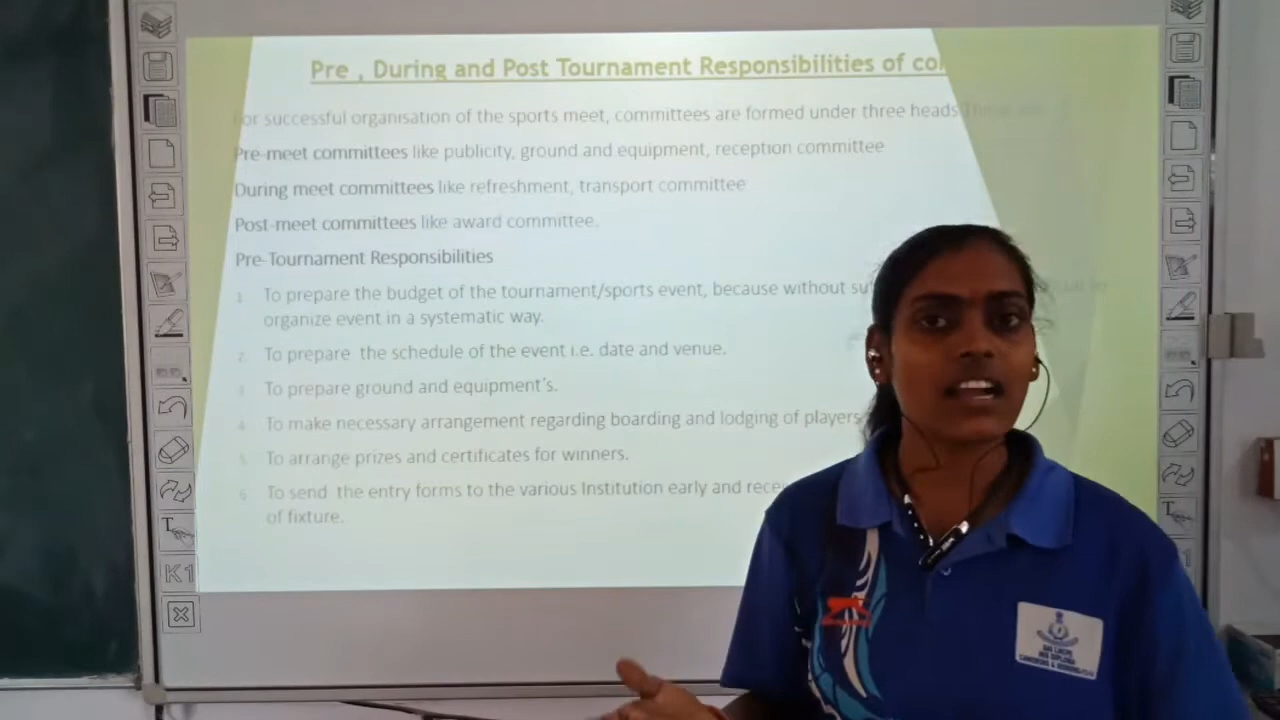 Pre , During and Post Tournament Responsibilities of
For successful organisation of the sports meet, committees are formed under three heads
Pre-meet committees like publicity, ground and equipment, reception committee
During meet committees like refreshment, transport committee
Post-meet committees like award committee.
Pre-Tournament Responsibilities
1. To prepare the budget of the tournament/sports event, because without
organize event in a systematic way.
2. To prepare the schedule of the event i.e. date and venue.
3. To prepare ground and equipment's.
4. To make necessary arrangement regarding boarding and lodging of players
5. To arrange prizes and certificates for winners.
6. To send the entry forms to the various Institution early and
of fixture.
K1